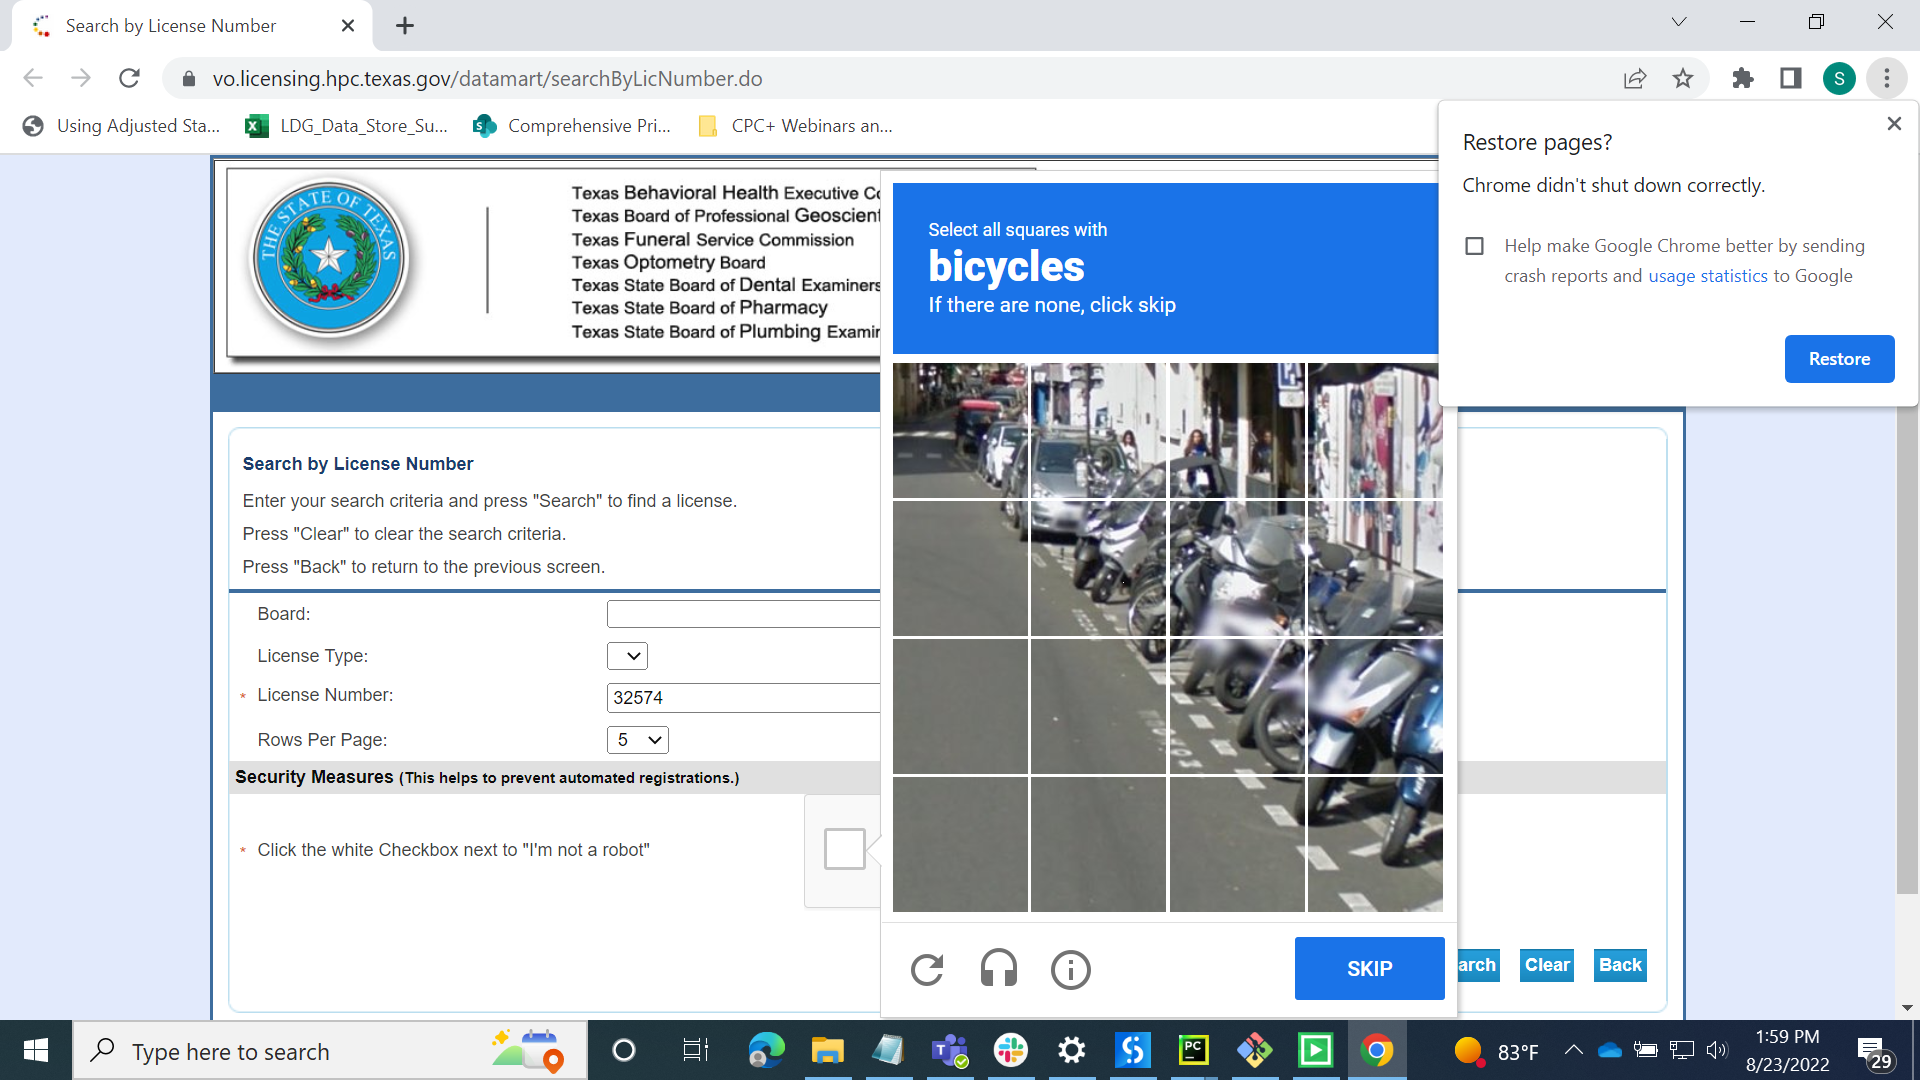 Search by License Number
vo.licensing.hpc.texas.gov/datamart/searchByLicNumber.do
S
Using Adjusted Sta...
LDG_Data_Store_Su...
Comprehensive Pri...
CPC+ Webinars an...
Restore pages?
Chrome didn't shut down correctly.
Help make Google Chrome better by sending
crash reports and usage statistics to Google
Restore
THE STATE OF TEXAS
Texas Behavioral Health Executive
Texas Board of Professional
Texas Funeral Service Commission
Texas Optometry Board
Texas State Board of Dental Examiners
Texas State Board of Pharmacy
Texas State Board of Plumbing
Select all squares with
bicycles
If there are none, click skip
Search by License Number
Enter your search criteria and press "Search" to find a license.
Press "Clear" to clear the search criteria.
Press "Back" to return to the previous screen.
Board:
License Type:
* License Number:
32574
Rows Per Page:
5
Security Measures (This helps to prevent automated registrations.)
* Click the white Checkbox next to "I'm not a robot"
SKIP
arch
Clear
Back
Type here to search
PC
83°F
1:59 PM
8/23/2022
29